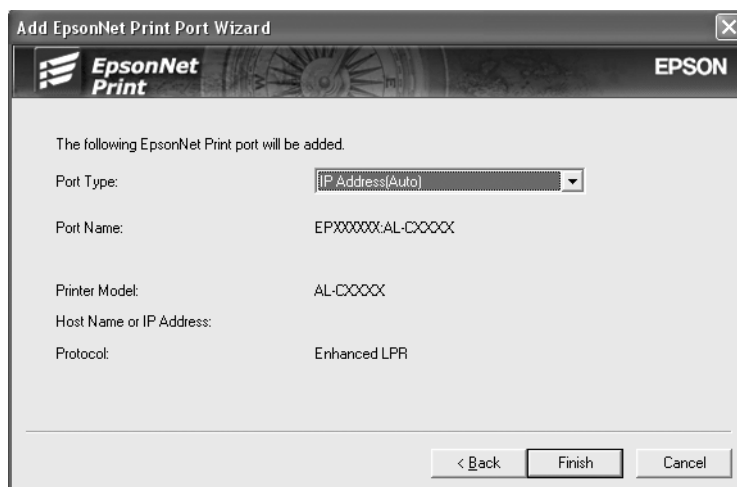 Add EpsonNet Print Port Wizard
EpsonNet
Print
EPSON
The following EpsonNet Print port will be added.
Port Type: IP Address(Auto)
Port Name: EPXXXXXX:AL-CXXXX
Printer Model: AL-CXXXX
Host Name or IP Address:
Protocol: Enhanced LPR
< Back Finish Cancel